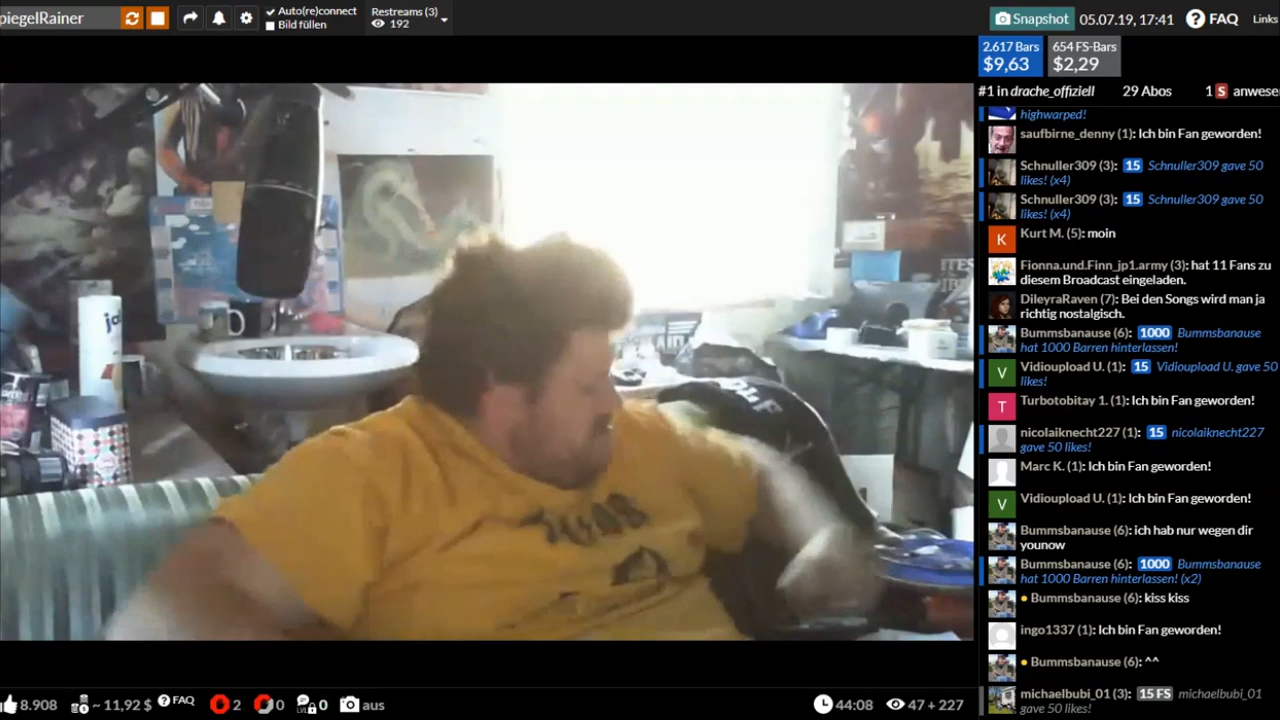 piegelRainer
Auto(re)connect
Bild füllen
Restreams (3)
192
Snapshot
05.07.19, 17:41
FAQ
Links
2.617 Bars
$9,63
654 FS-Bars
$2,29
#1 in drache_offiziell
29 Abos
1 S anwese
highwarped!
saufbirne_denny (1): Ich bin Fan geworden!
Schnuller309 (3): 15 Schnuller309 gave 50
likes! (x4)
Schnuller309 (3): 15 Schnuller309 gave 50
likes! (x4)
K Kurt M. (5): moin
Fionna.und.Finn_jp1.army (3): hat 11 Fans zu
diesem Broadcast eingeladen.
DileyraRaven (7): Bei den Songs wird man ja
richtig nostalgisch.
Bummsbanause (6): 1000 Bummsbanause
hat 1000 Barren hinterlassen!
V Vidioupload U. (1): 15 Vidioupload U. gave 50
likes!
T Turbotobitay 1. (1): Ich bin Fan geworden!
nicolaiknecht227 (1): 15 nicolaiknecht227
gave 50 likes!
Marc K. (1): Ich bin Fan geworden!
V Vidioupload U. (1): Ich bin Fan geworden!
Bummsbanause (6): ich hab nur wegen dir
younow
Bummsbanause (6): 1000 Bummsbanause
hat 1000 Barren hinterlassen! (x2)
Bummsbanause (6): kiss kiss
ingo1337 (1): Ich bin Fan geworden!
Bummsbanause (6): ^^
michaelbubi_01 (3): 15 FS michaelbubi_01
gave 50 likes!
ja
8.908
~ 11,92 $
FAQ
2
0
0
aus
44:08
47 + 227